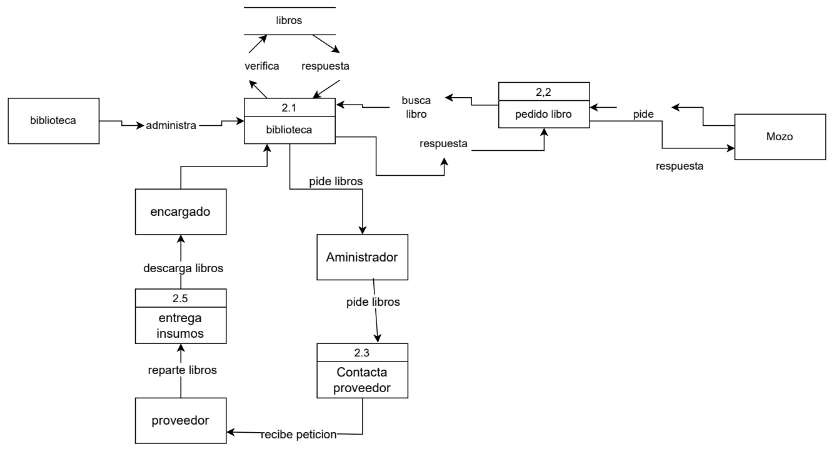 libros
verifica
respuesta
2.1
biblioteca
biblioteca
administra
busca
libro
2,2
pedido libro
pide
Mozo
respuesta
respuesta
pide libros
encargado
Aministrador
descarga libros
pide libros
2.5
entrega
insumos
2.3
Contacta
proveedor
reparte libros
proveedor
recibe peticion